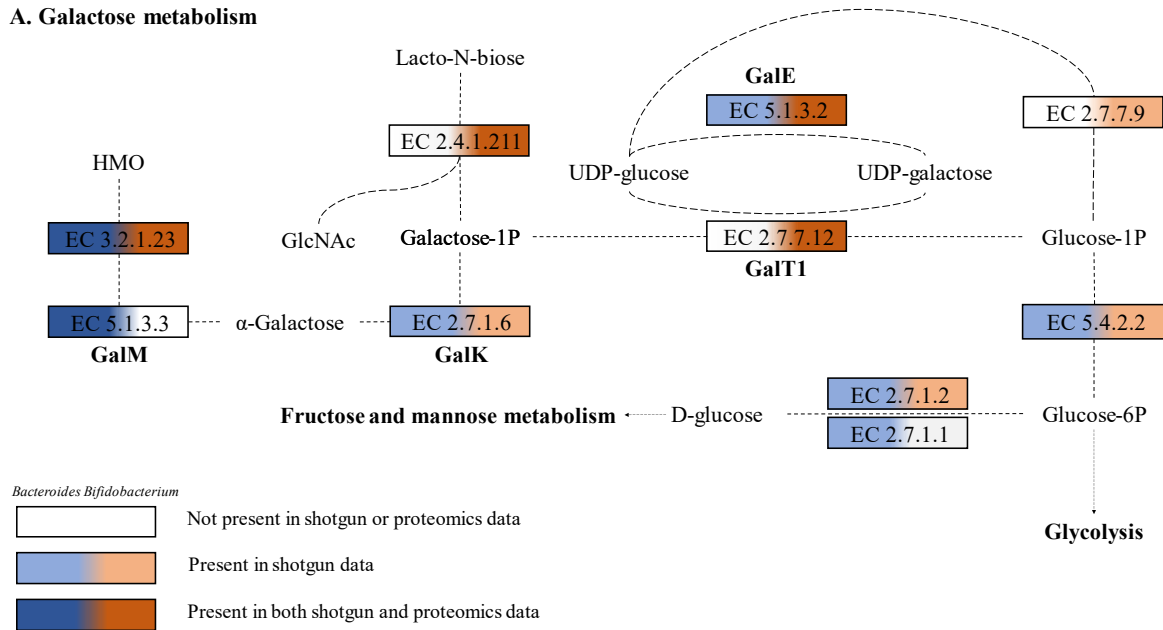 A. Galactose metabolism
Lacto-N-biose
GalE
EC 5.1.3.2
EC 2.7.7.9
EC 2.4.1.211
HMO
UDP-glucose
UDP-galactose
EC 3.2.1.23
GlcNAc
Galactose-1P
EC 2.7.7.12
Glucose-1P
GalT1
EC 5.1.3.3
α-Galactose
EC 2.7.1.6
EC 5.4.2.2
GalM
GalK
EC 2.7.1.2
Fructose and mannose metabolism
D-glucose
Glucose-6P
EC 2.7.1.1
Bacteroides Bifidobacterium
Not present in shotgun or proteomics data
Glycolysis
Present in shotgun data
Present in both shotgun and proteomics data